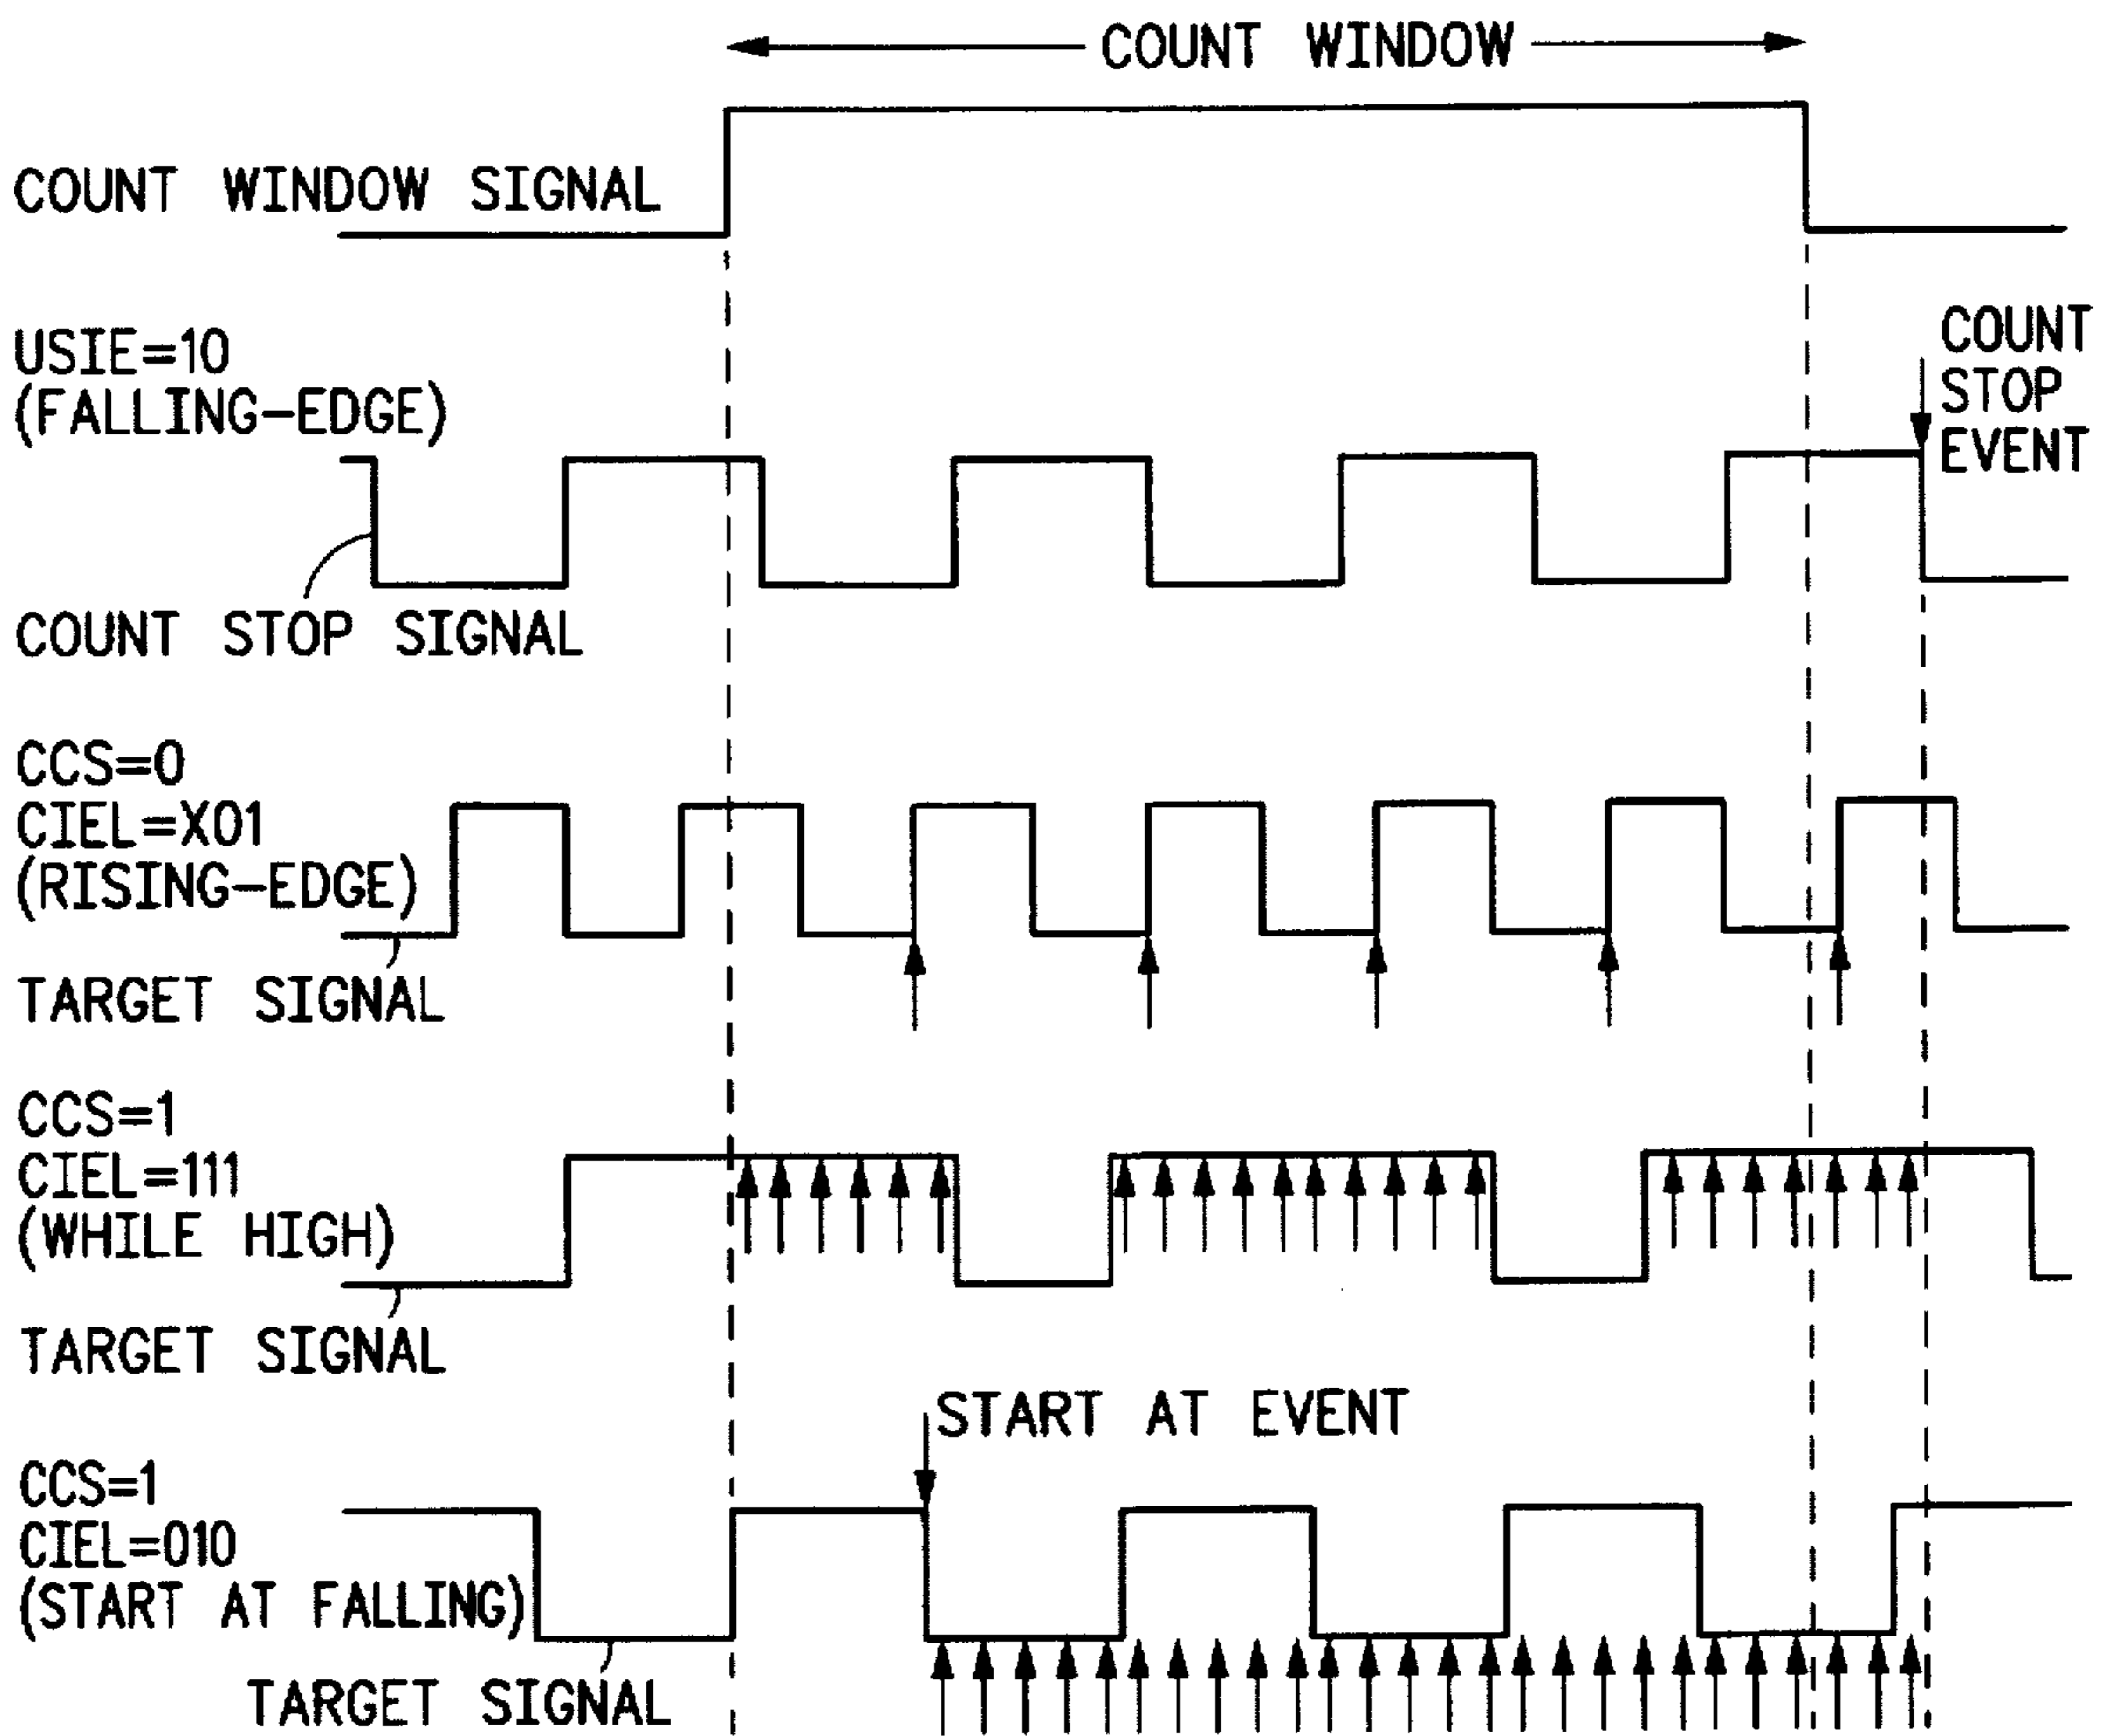 COUNT WINDOW
COUNT WINDOW SIGNAL
USIE=10
(FALLING-EDGE)
COUNT
STOP
EVENT
COUNT STOP SIGNAL
CCS=0
CIEL=X01
(RISING-EDGE)
TARGET SIGNAL
CCS=1
CIEL=111
(WHILE HIGH)
TARGET SIGNAL
START AT EVENT
CCS=1
CIEL=010
(START AT FALLING)
TARGET SIGNAL